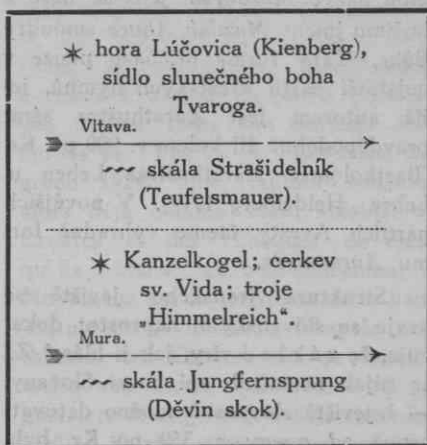 hora Lúčovica (Kienberg),
sídlo slunečného boha
Tvaroga.
Vltava.
skála Strašidelník
(Teufelsmauer).
Kanzelkogel; cerkev
sv. Vida; troje
„Himmelreich“.
Mura.
skála Jungfernsprung
(Děvin skok).